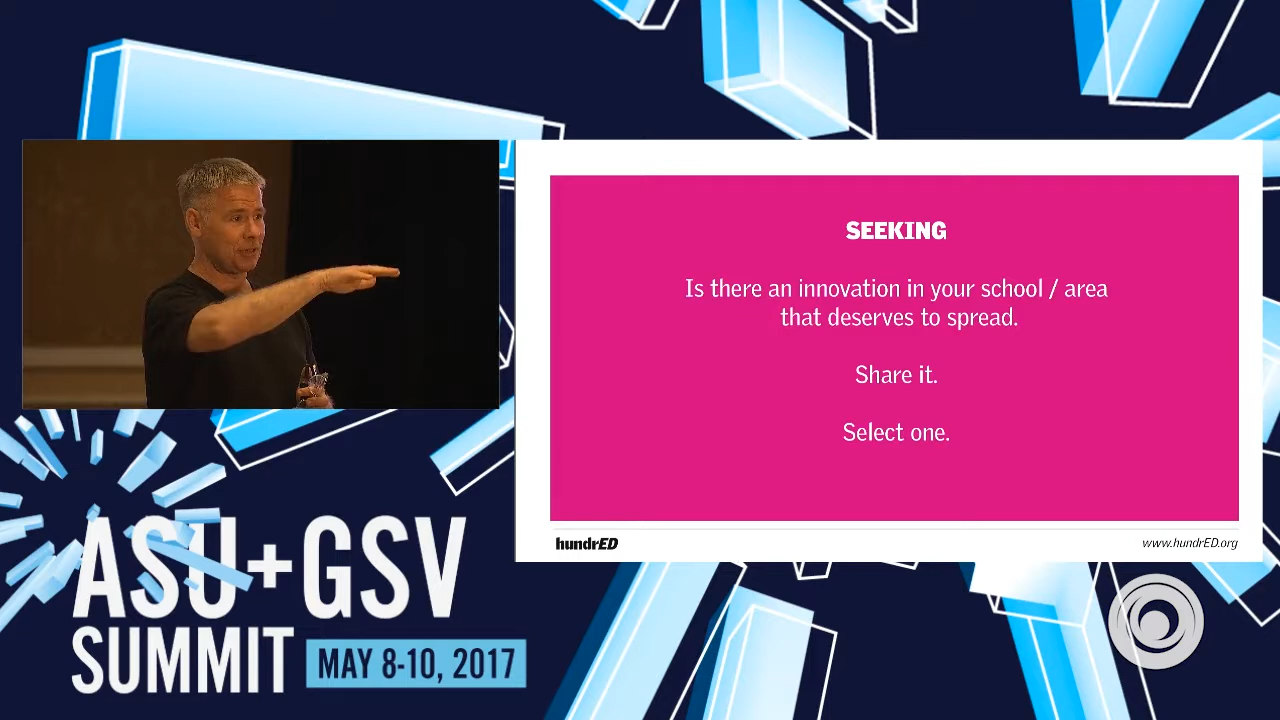 SEEKING
Is there an innovation in your school / area
that deserves to spread.
Share it.
Select one.
hundrED
www.hundrED.org
ASU+GSV
SUMMIT
MAY 8-10, 2017